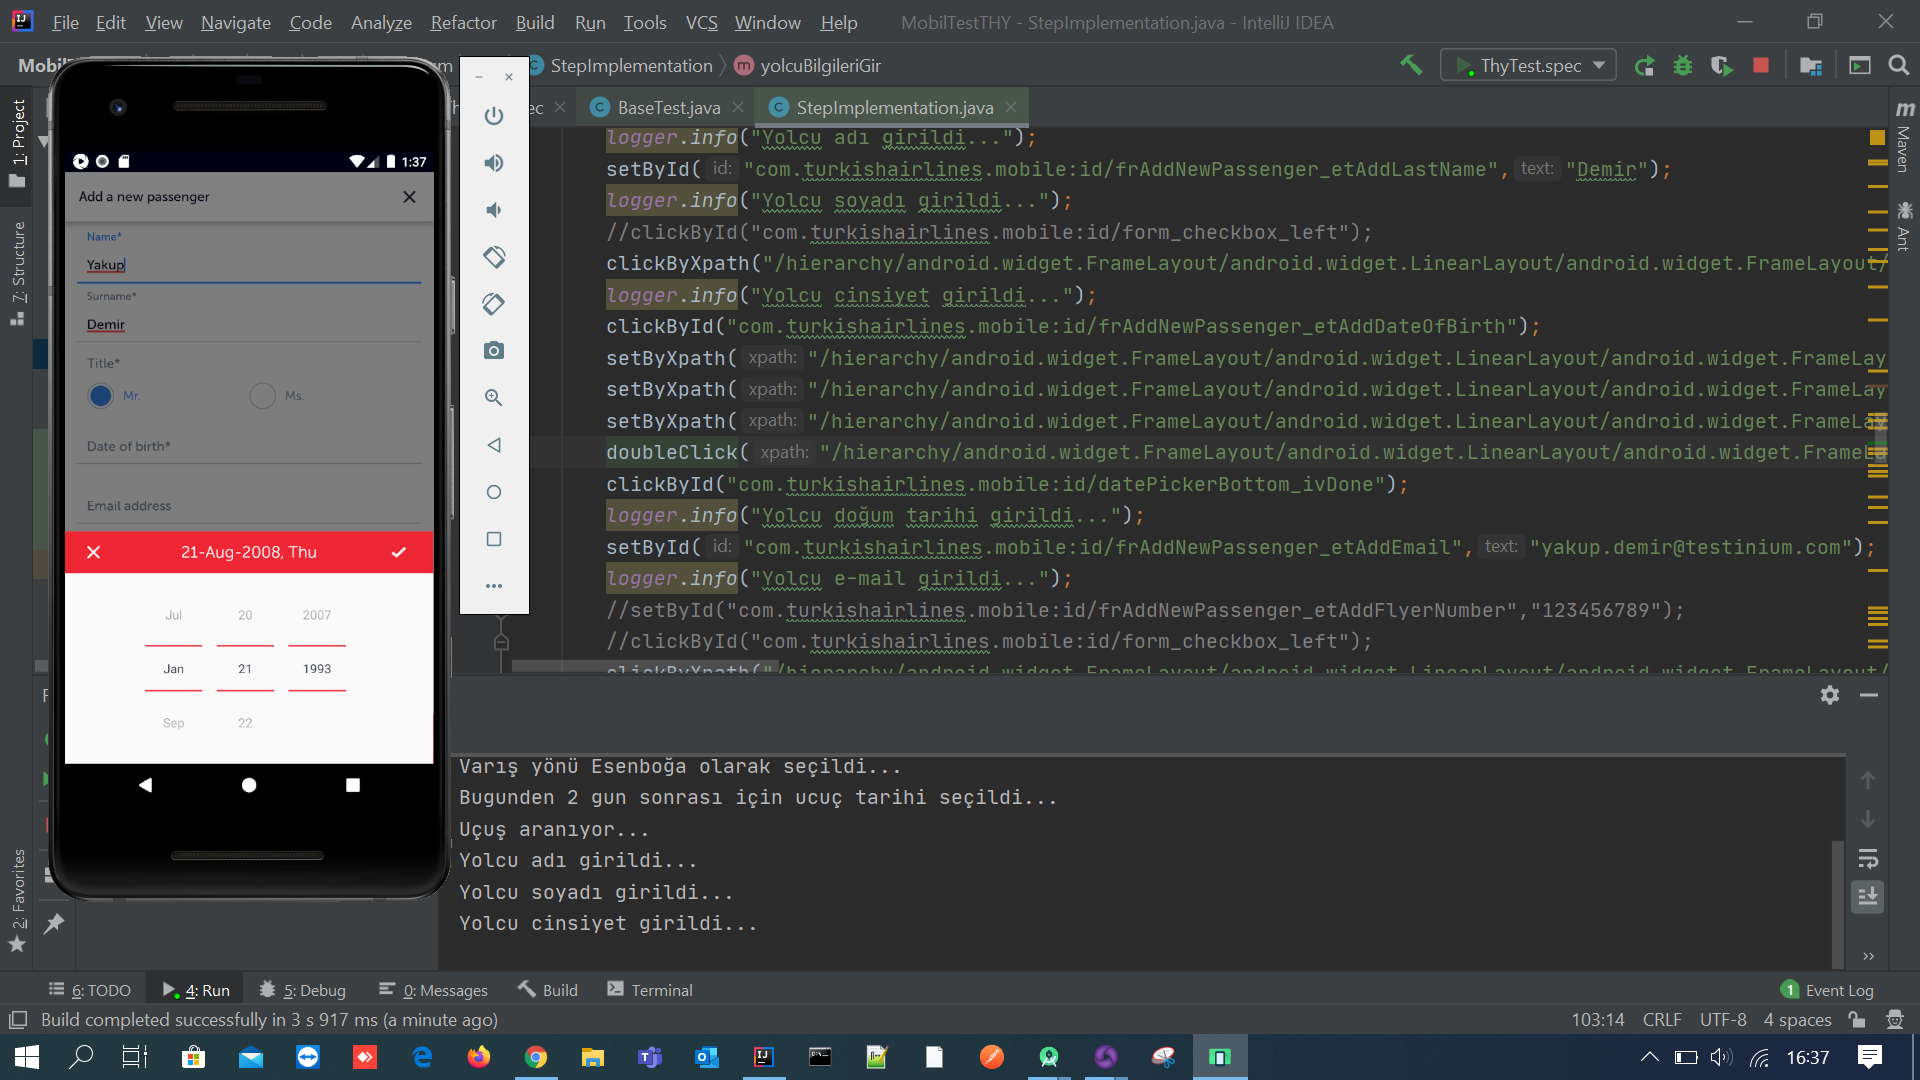 File Edit View Navigate Code Analyze Refactor Build Run Tools VCS Window Help MobilTestTHY - StepImplementation.java - IntelliJ IDEA
StepImplementation yolcuBilgileriGir ThyTest.spec
BaseTest.java StepImplementation.java
1: Project
7: Structure
2: Favorites
Maven
Ant
1:37
Add a new passenger
Name*
Yakup
Surname*
Demir
Title*
Mr. Ms.
Date of birth*
Email address
21-Aug-2008, Thu
Jul 20 2007
Jan 21 1993
Sep 22
logger.info("Yolcu adı girildi...");
setById( id: "com.turkishairlines.mobile:id/frAddNewPassenger_etAddLastName", text: "Demir");
logger.info("Yolcu soyadı girildi...");
//clickById("com.turkishairlines.mobile:id/form_checkbox_left");
clickByXpath("/hierarchy/android.widget.FrameLayout/android.widget.LinearLayout/android.widget.FrameLayout/
logger.info("Yolcu cinsiyet girildi...");
clickById("com.turkishairlines.mobile:id/frAddNewPassenger_etAddDateOfBirth");
setByXpath( xpath: "/hierarchy/android.widget.FrameLayout/android.widget.LinearLayout/android.widget.FrameLay
setByXpath( xpath: "/hierarchy/android.widget.FrameLayout/android.widget.LinearLayout/android.widget.FrameLay
setByXpath( xpath: "/hierarchy/android.widget.FrameLayout/android.widget.LinearLayout/android.widget.FrameLay
doubleClick( xpath: "/hierarchy/android.widget.FrameLayout/android.widget.LinearLayout/android.widget.FrameLa
clickById("com.turkishairlines.mobile:id/datePickerBottom_ivDone");
logger.info("Yolcu doğum tarihi girildi...");
setById( id: "com.turkishairlines.mobile:id/frAddNewPassenger_etAddEmail", text: "yakup.demir@testinium.com");
logger.info("Yolcu e-mail girildi...");
//setById("com.turkishairlines.mobile:id/frAddNewPassenger_etAddFlyerNumber","123456789");
//clickById("com.turkishairlines.mobile:id/form_checkbox_left");
clickByXpath("/hierarchy/android.widget.FrameLayout/android.widget.LinearLayout/android.widget.FrameLayout/
Varış yönü Esenboğa olarak seçildi...
Bugunden 2 gun sonrası için ucuç tarihi seçildi...
Uçuş aranıyor...
Yolcu adı girildi...
Yolcu soyadı girildi...
Yolcu cinsiyet girildi...
6: TODO 4: Run 5: Debug 0: Messages Build Terminal 1 Event Log
Build completed successfully in 3 s 917 ms (a minute ago) 103:14 CRLF UTF-8 4 spaces
16:37